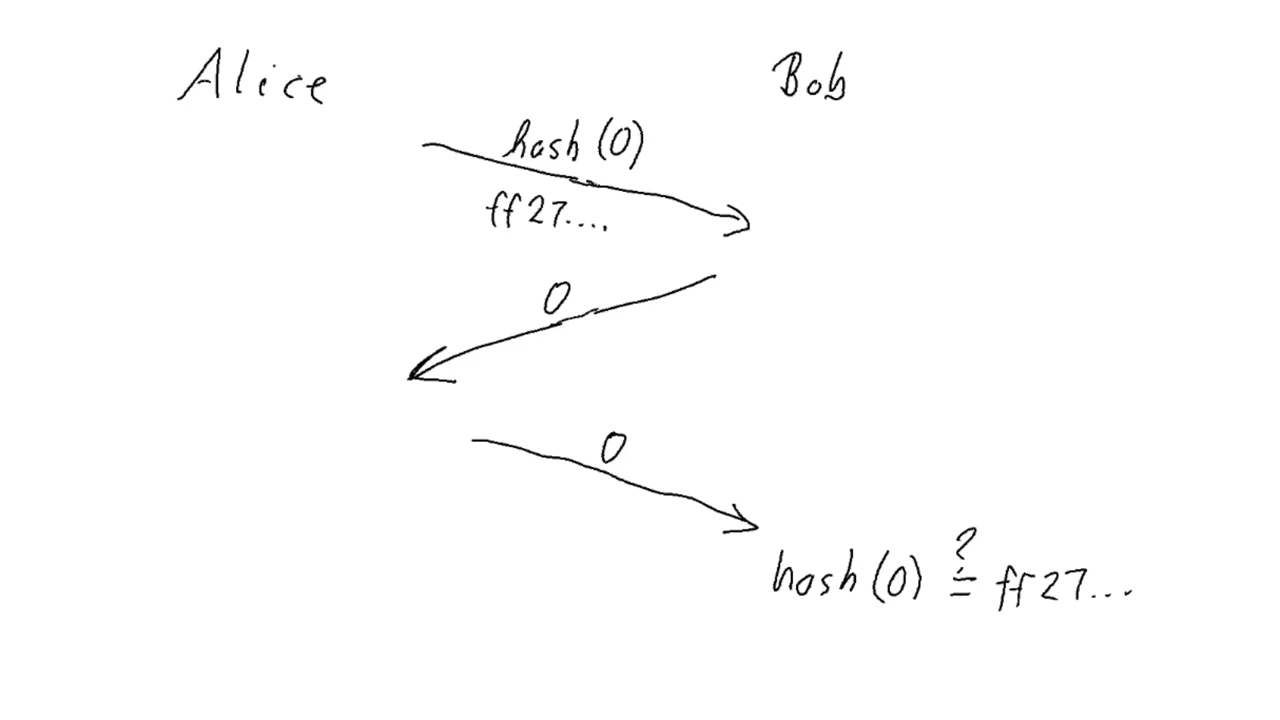 Alice Bob
hash (0)
ff27....
0
0
hash (0) ≟ ff27...